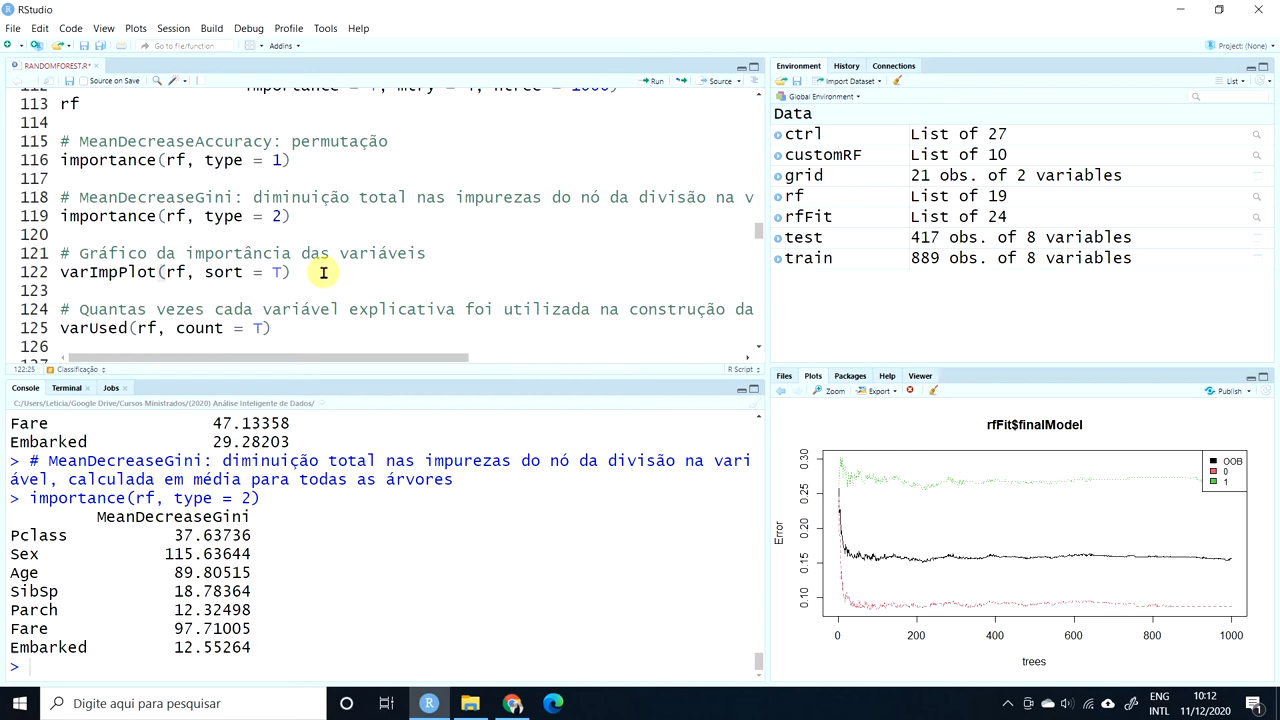 RStudio
File Edit Code View Plots Session Build Debug Profile Tools Help
Go to file/function Addins Project: (None)
RANDOMFOREST.R*
Source on Save Run Source
113 rf
114
115 # MeanDecreaseAccuracy: permutação
116 importance(rf, type = 1)
117
118 # MeanDecreaseGini: diminuição total nas impurezas do nó da divisão na v
119 importance(rf, type = 2)
120
121 # Gráfico da importância das variáveis
122 varImpPlot(rf, sort = T)
123
124 # Quantas vezes cada variável explicativa foi utilizada na construção da
125 varUsed(rf, count = T)
126
122:25 Classificação R Script
Console Terminal Jobs
C:/Users/Leticia/Google Drive/Cursos Ministrados/(2020) Análise Inteligente de Dados/
Fare 47.13358
Embarked 29.28203
> # MeanDecreaseGini: diminuição total nas impurezas do nó da divisão na vari
ável, calculada em média para todas as árvores
> importance(rf, type = 2)
MeanDecreaseGini
Pclass 37.63736
Sex 115.63644
Age 89.80515
SibSp 18.78364
Parch 12.32498
Fare 97.71005
Embarked 12.55264
>
Environment History Connections
Import Dataset List
Global Environment
Data
ctrl List of 27
customRF List of 10
grid 21 obs. of 2 variables
rf List of 19
rfFit List of 24
test 417 obs. of 8 variables
train 889 obs. of 8 variables
Files Plots Packages Help Viewer
Zoom Export Publish
rfFit$finalModel
OOB
0
1
Error
0.30
0.25
0.20
0.15
0.10
0 200 400 600 800 1000
trees
Digite aqui para pesquisar
ENG
INTL
10:12
11/12/2020
1